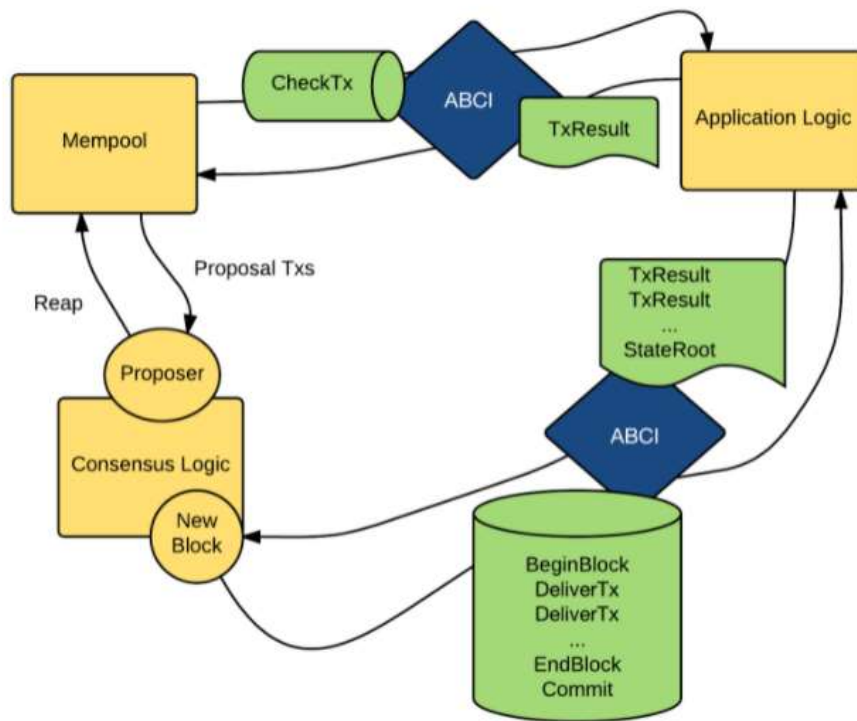 CheckTx
ABCI
TxResult
Mempool
Application Logic
Proposal Txs
Reap
TxResult
TxResult
...
StateRoot
Proposer
ABCI
Consensus Logic
New
Block
BeginBlock
DeliverTx
DeliverTx
...
EndBlock
Commit